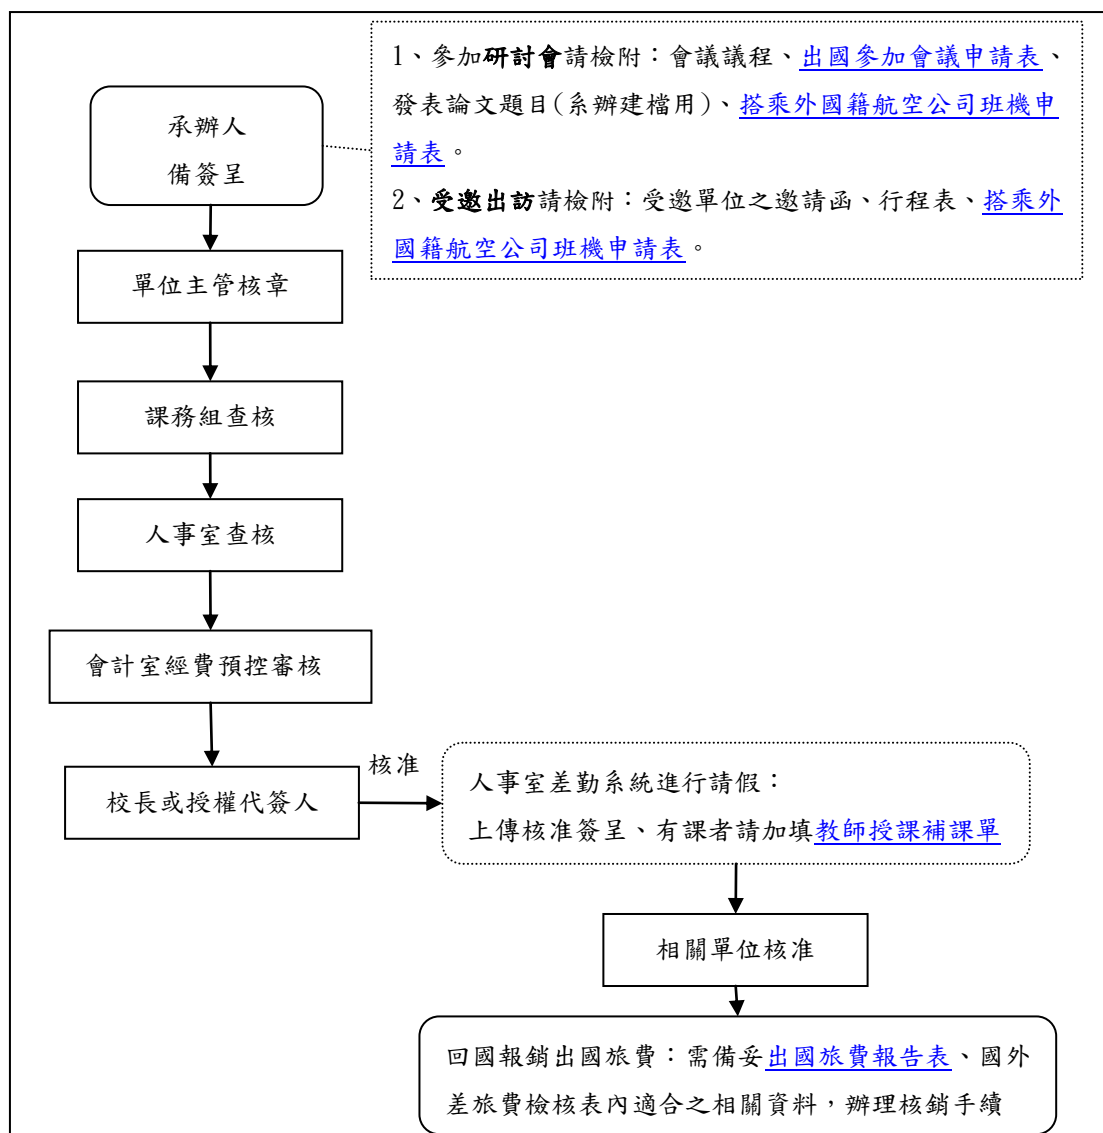 1、參加研討會請檢附：會議議程、出國參加會議申請表、
發表論文題目(系辦建檔用)、搭乘外國籍航空公司班機申
請表。
2、受邀出訪請檢附：受邀單位之邀請函、行程表、搭乘外
國籍航空公司班機申請表。
承辦人
備簽呈
單位主管核章
課務組查核
人事室查核
會計室經費預控審核
校長或授權代簽人
核准
人事室差勤系統進行請假：
上傳核准簽呈、有課者請加填教師授課補課單
相關單位核准
回國報銷出國旅費：需備妥出國旅費報告表、國外
差旅費檢核表內適合之相關資料，辦理核銷手續